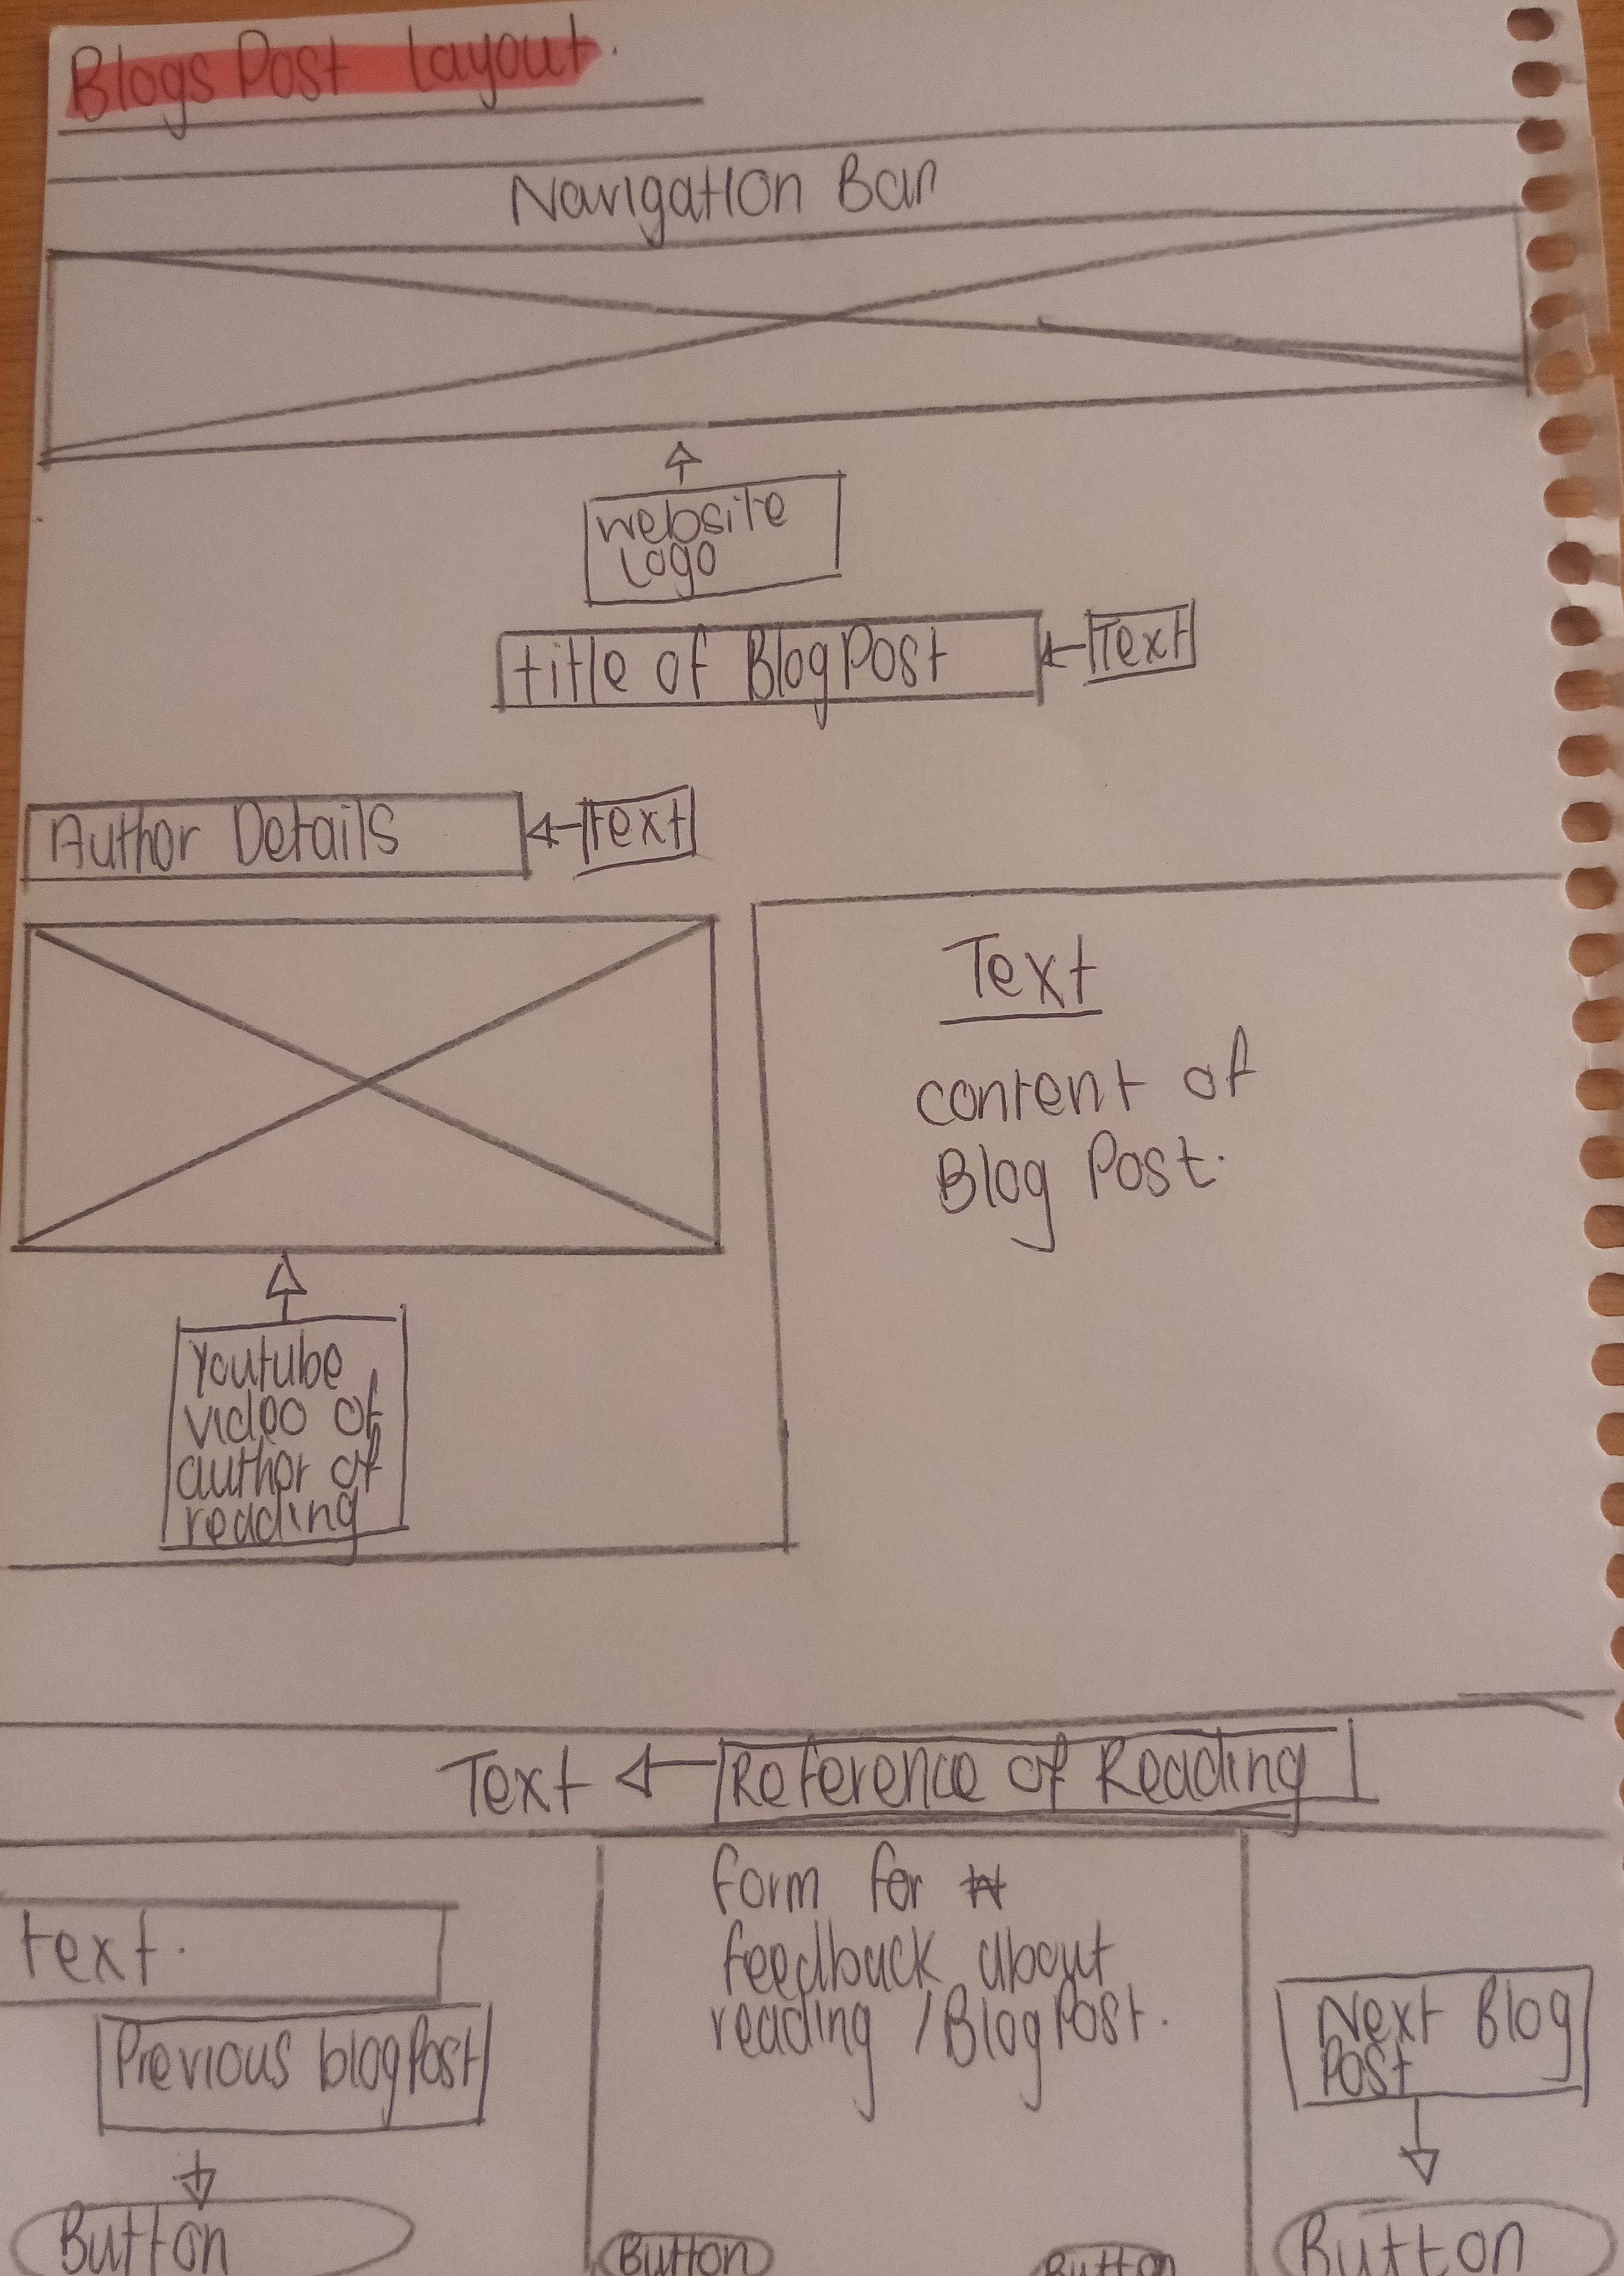 Blogs Post layout.
Navigation Bar
website
Logo
title of BlogPost
Text
Author Details
text
Text
content of
Blog Post.
Youtube
video of
author of
reading
Text
Reference of Reading
form for
feedback about
reading / BlogPost.
text.
Previous blogPost
Next Blog
Post
Button
Button
Button
Button